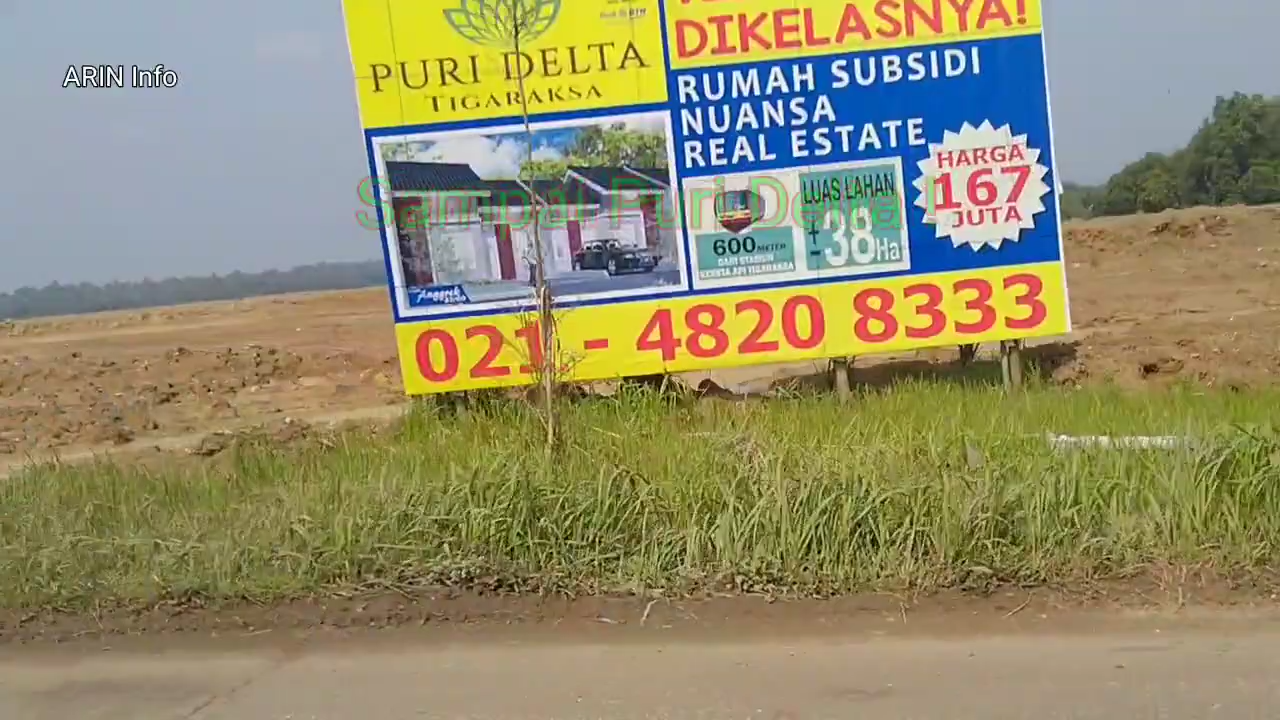 ARIN Info
PURI DELTA
TIGARAKSA
DIKELASNYA!
RUMAH SUBSIDI
NUANSA
REAL ESTATE
HARGA
167
JUTA
LUAS LAHAN
± 38 Ha
600 METER
DARI STASIUN
KERETA API TIGARAKSA
Anggrek
Sampai Puri Delta
021 - 4820 8333